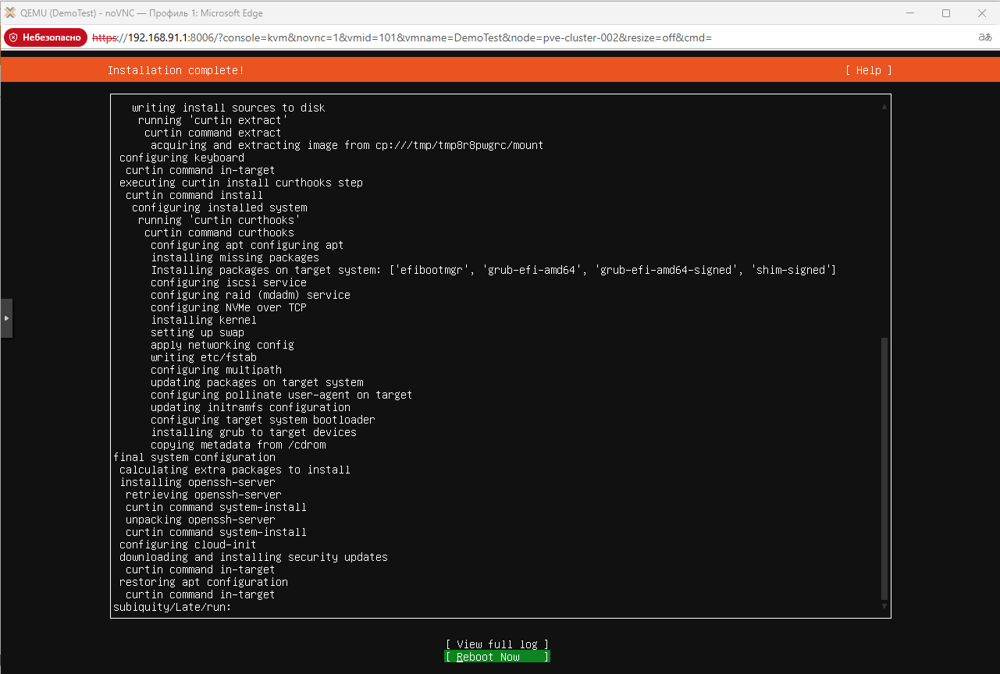 QEMU (DemoTest) - noVNC — Профиль 1: Microsoft Edge
Небезопасно https://192.168.91.1:8006/?console=kvm&novnc=1&vmid=101&vmname=DemoTest&node=pve-cluster-002&resize=off&cmd= aあ
Installation complete! [ Help ]
writing install sources to disk
running 'curtin extract'
curtin command extract
acquiring and extracting image from cp:///tmp/tmp8r8pwgrc/mount
configuring keyboard
curtin command in-target
executing curtin install curthooks step
curtin command install
configuring installed system
running 'curtin curthooks'
curtin command curthooks
configuring apt configuring apt
installing missing packages
Installing packages on target system: ['efibootmgr', 'grub-efi-amd64', 'grub-efi-amd64-signed', 'shim-signed']
configuring iscsi service
configuring raid (mdadm) service
configuring NVMe over TCP
installing kernel
setting up swap
apply networking config
writing etc/fstab
configuring multipath
updating packages on target system
configuring pollinate user-agent on target
updating initramfs configuration
configuring target system bootloader
installing grub to target devices
copying metadata from /cdrom
final system configuration
calculating extra packages to install
installing openssh-server
retrieving openssh-server
curtin command system-install
unpacking openssh-server
curtin command system-install
configuring cloud-init
downloading and installing security updates
curtin command in-target
restoring apt configuration
curtin command in-target
subiquity/Late/run:
[ View full log ]
[ Reboot Now ]